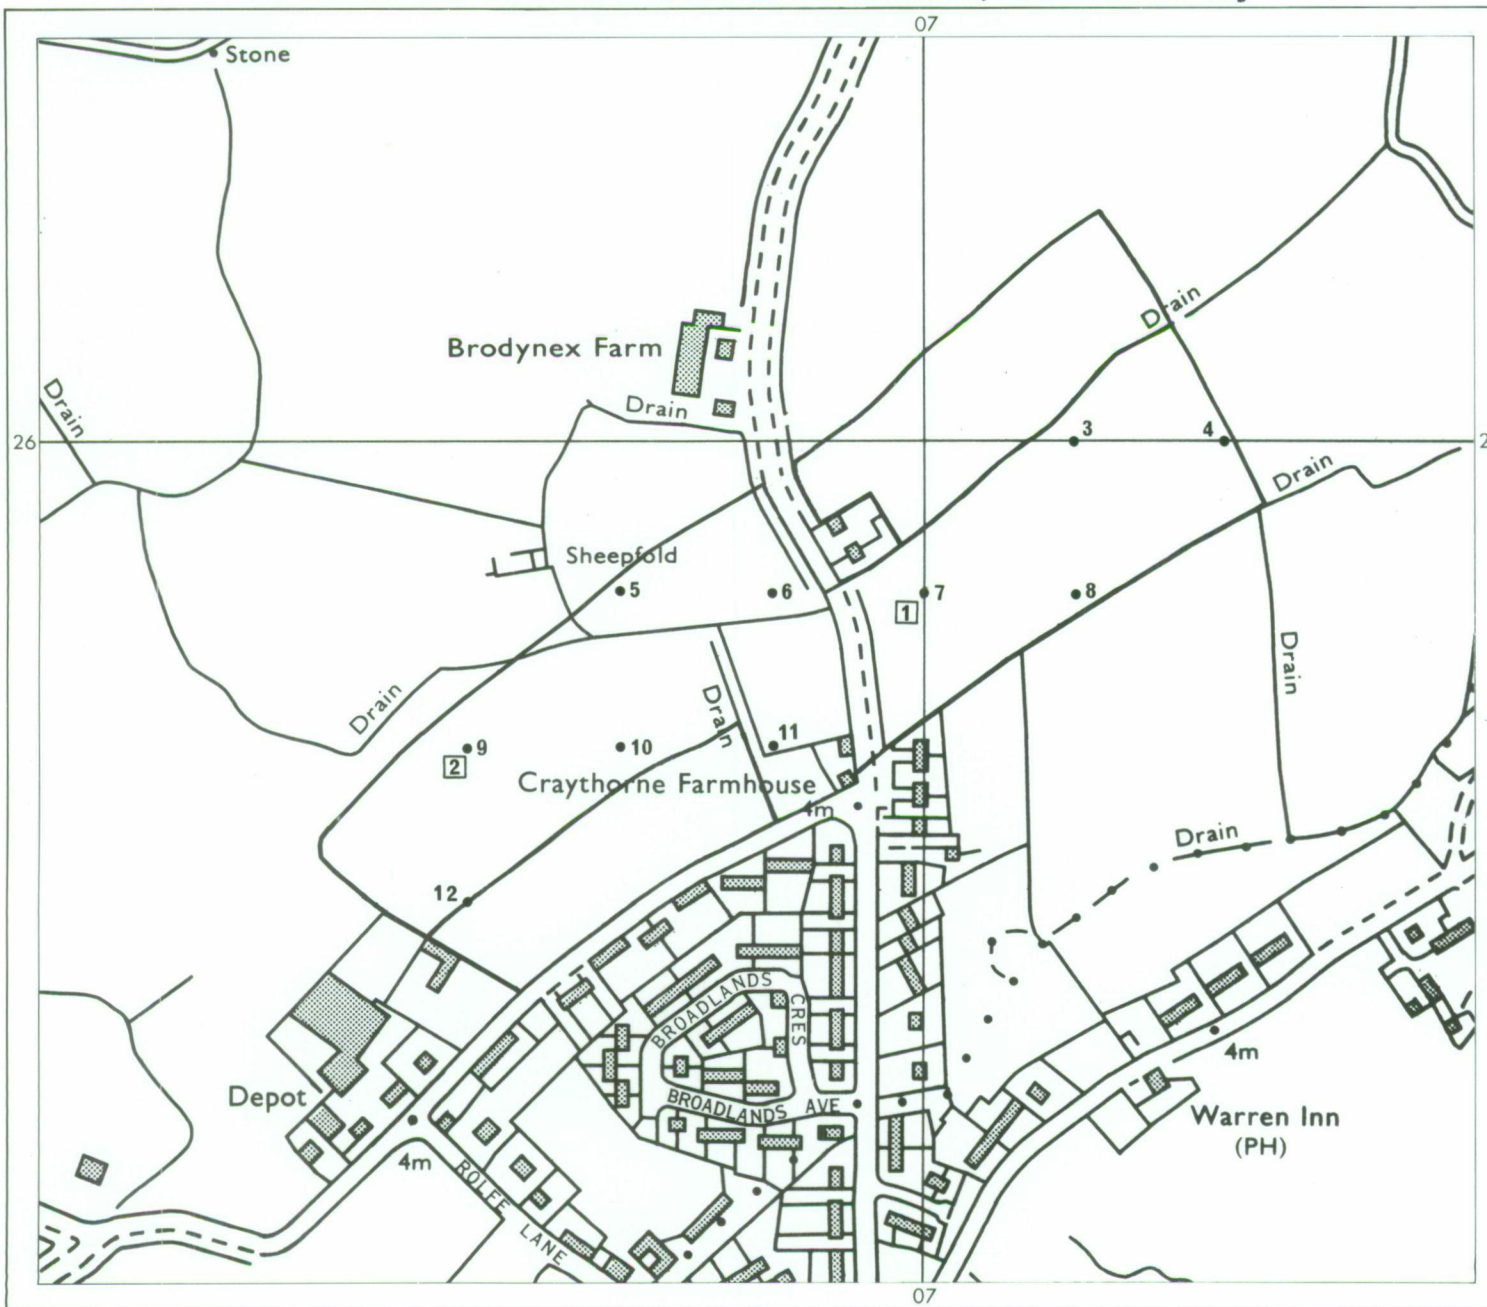 07
Stone
Drain
Brodynex Farm
Drain
Drain
26
3
4
2
Drain
Sheepfold
5
6
7
1
8
Drain
Drain
Drain
9
2
10
11
Craythorne Farmhouse
4m
Drain
12
BROADLANDS
CRES
4m
Depot
BROADLANDS AVE
Warren Inn
(PH)
4m
ROLFE LANE
07